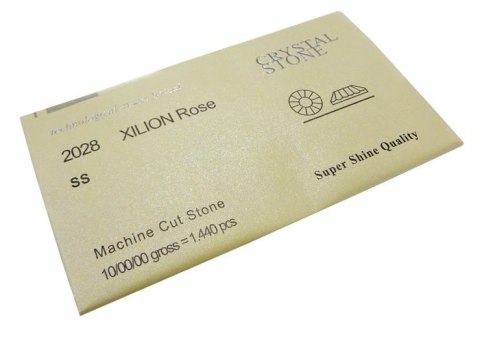 CRYSTAL
STONE
technological
2028 XILION Rose
ss
Super Shine Quality
Machine Cut Stone
10/00/00 gross = 1.440 pcs